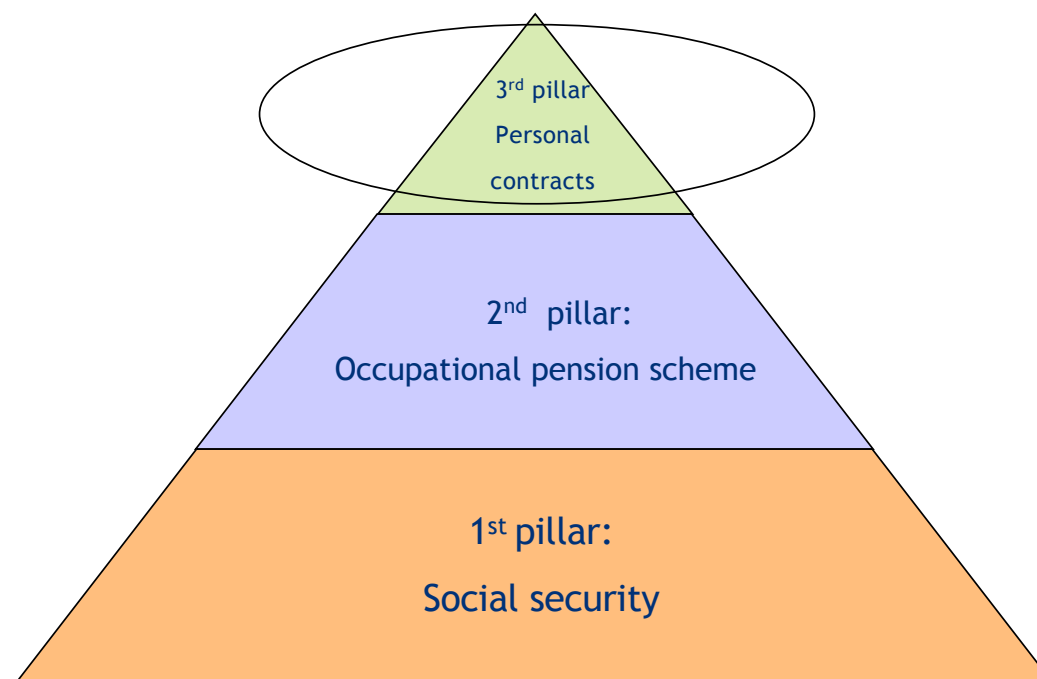 3rd pillar
Personal
contracts
2nd pillar:
Occupational pension scheme
1st pillar:
Social security